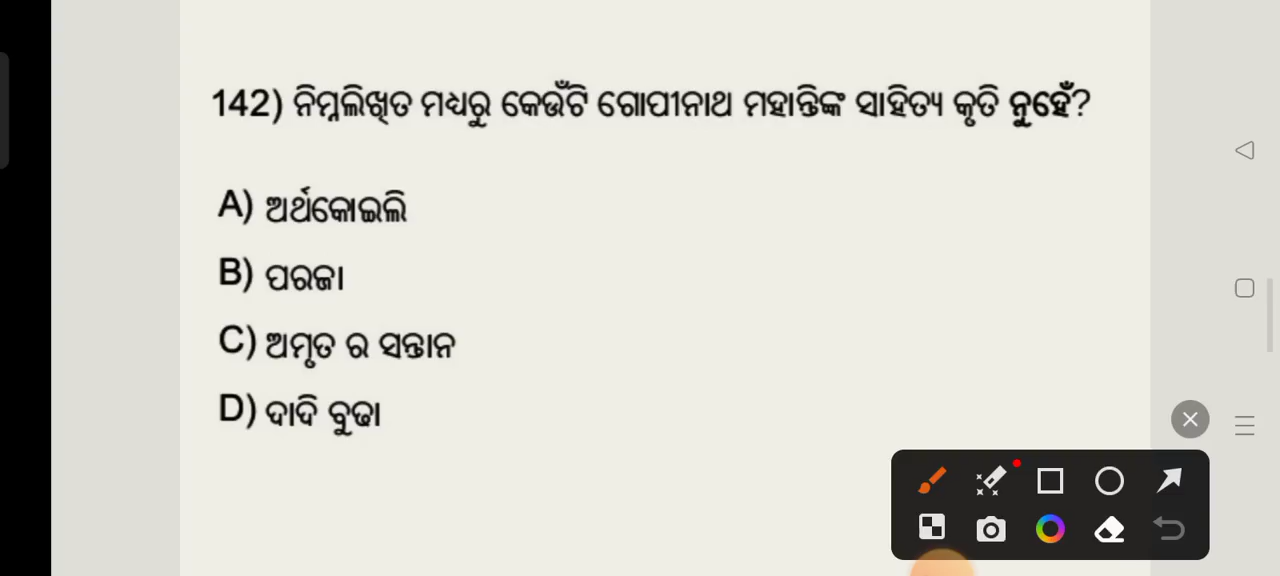 142) ନିମ୍ନଲିଖିତ ମଧ୍ୟରୁ କେଉଁଟି ଗୋପୀନାଥ ମହାନ୍ତିଙ୍କ ସାହିତ୍ୟ କୃତି ନୁହେଁ?
A) ଅର୍ଥକୋଇଲି
B) ପରଜା
C) ଅମୃତ ର ସନ୍ତାନ
D) ଦାଦି ବୁଢା